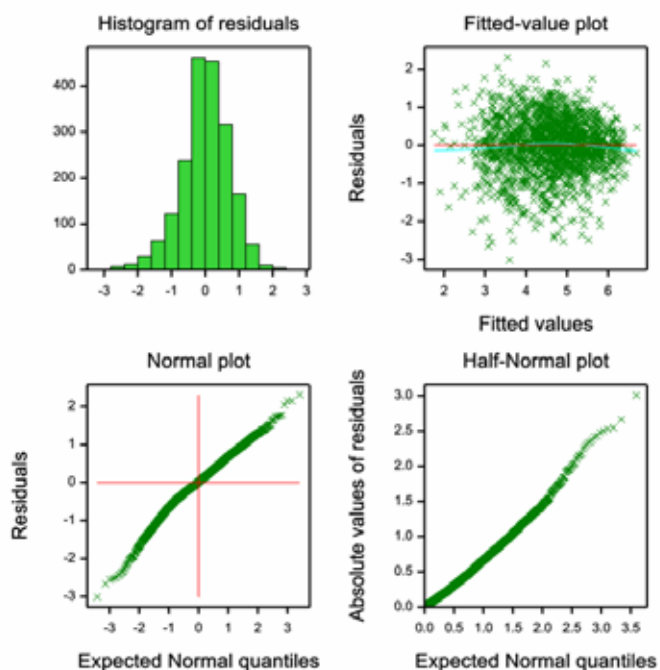 Histogram of residuals
400
300
200
100
0
-3 -2 -1 0 1 2 3
Fitted-value plot
Residuals
2
1
0
-1
-2
-3
2 3 4 5 6
Fitted values
Normal plot
Residuals
2
1
0
-1
-2
-3
-3 -2 -1 0 1 2 3
Expected Normal quantiles
Half-Normal plot
Absolute values of residuals
3.0
2.5
2.0
1.5
1.0
0.5
0.0
0.0 0.5 1.0 1.5 2.0 2.5 3.0 3.5
Expected Normal quantiles